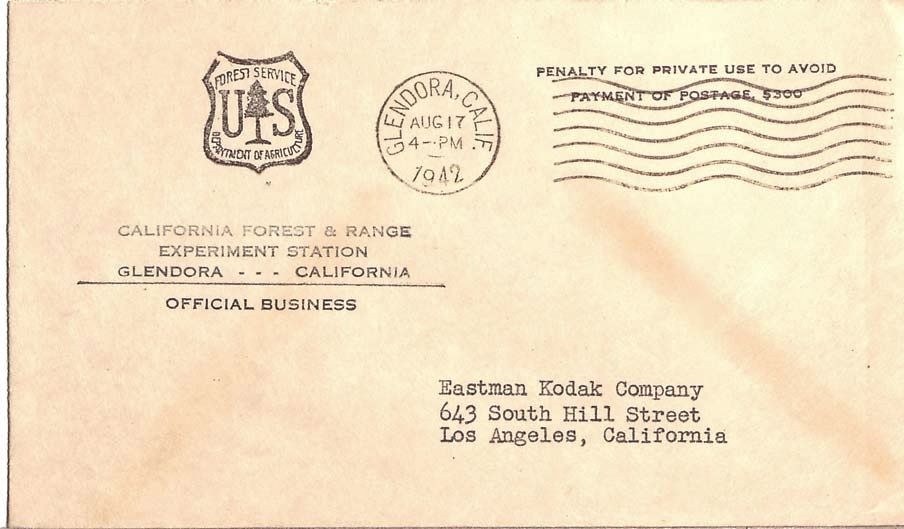 FOREST SERVICE
US
DEPARTMENT OF AGRICULTURE
GLENDORA, CALIF.
AUG 17
4--PM
1942
PENALTY FOR PRIVATE USE TO AVOID
PAYMENT OF POSTAGE, $300
CALIFORNIA FOREST & RANGE
EXPERIMENT STATION
GLENDORA - - - CALIFORNIA
OFFICIAL BUSINESS
Eastman Kodak Company
643 South Hill Street
Los Angeles, California